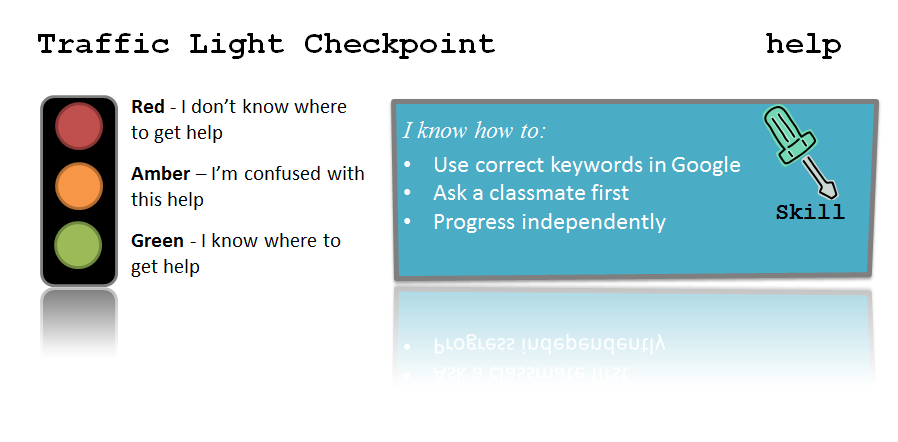 Traffic Light Checkpoint
help
Red - I don’t know where
to get help
Amber – I’m confused with
this help
Green - I know where to
get help
I know how to:
• Use correct keywords in Google
• Ask a classmate first
• Progress independently
Skill